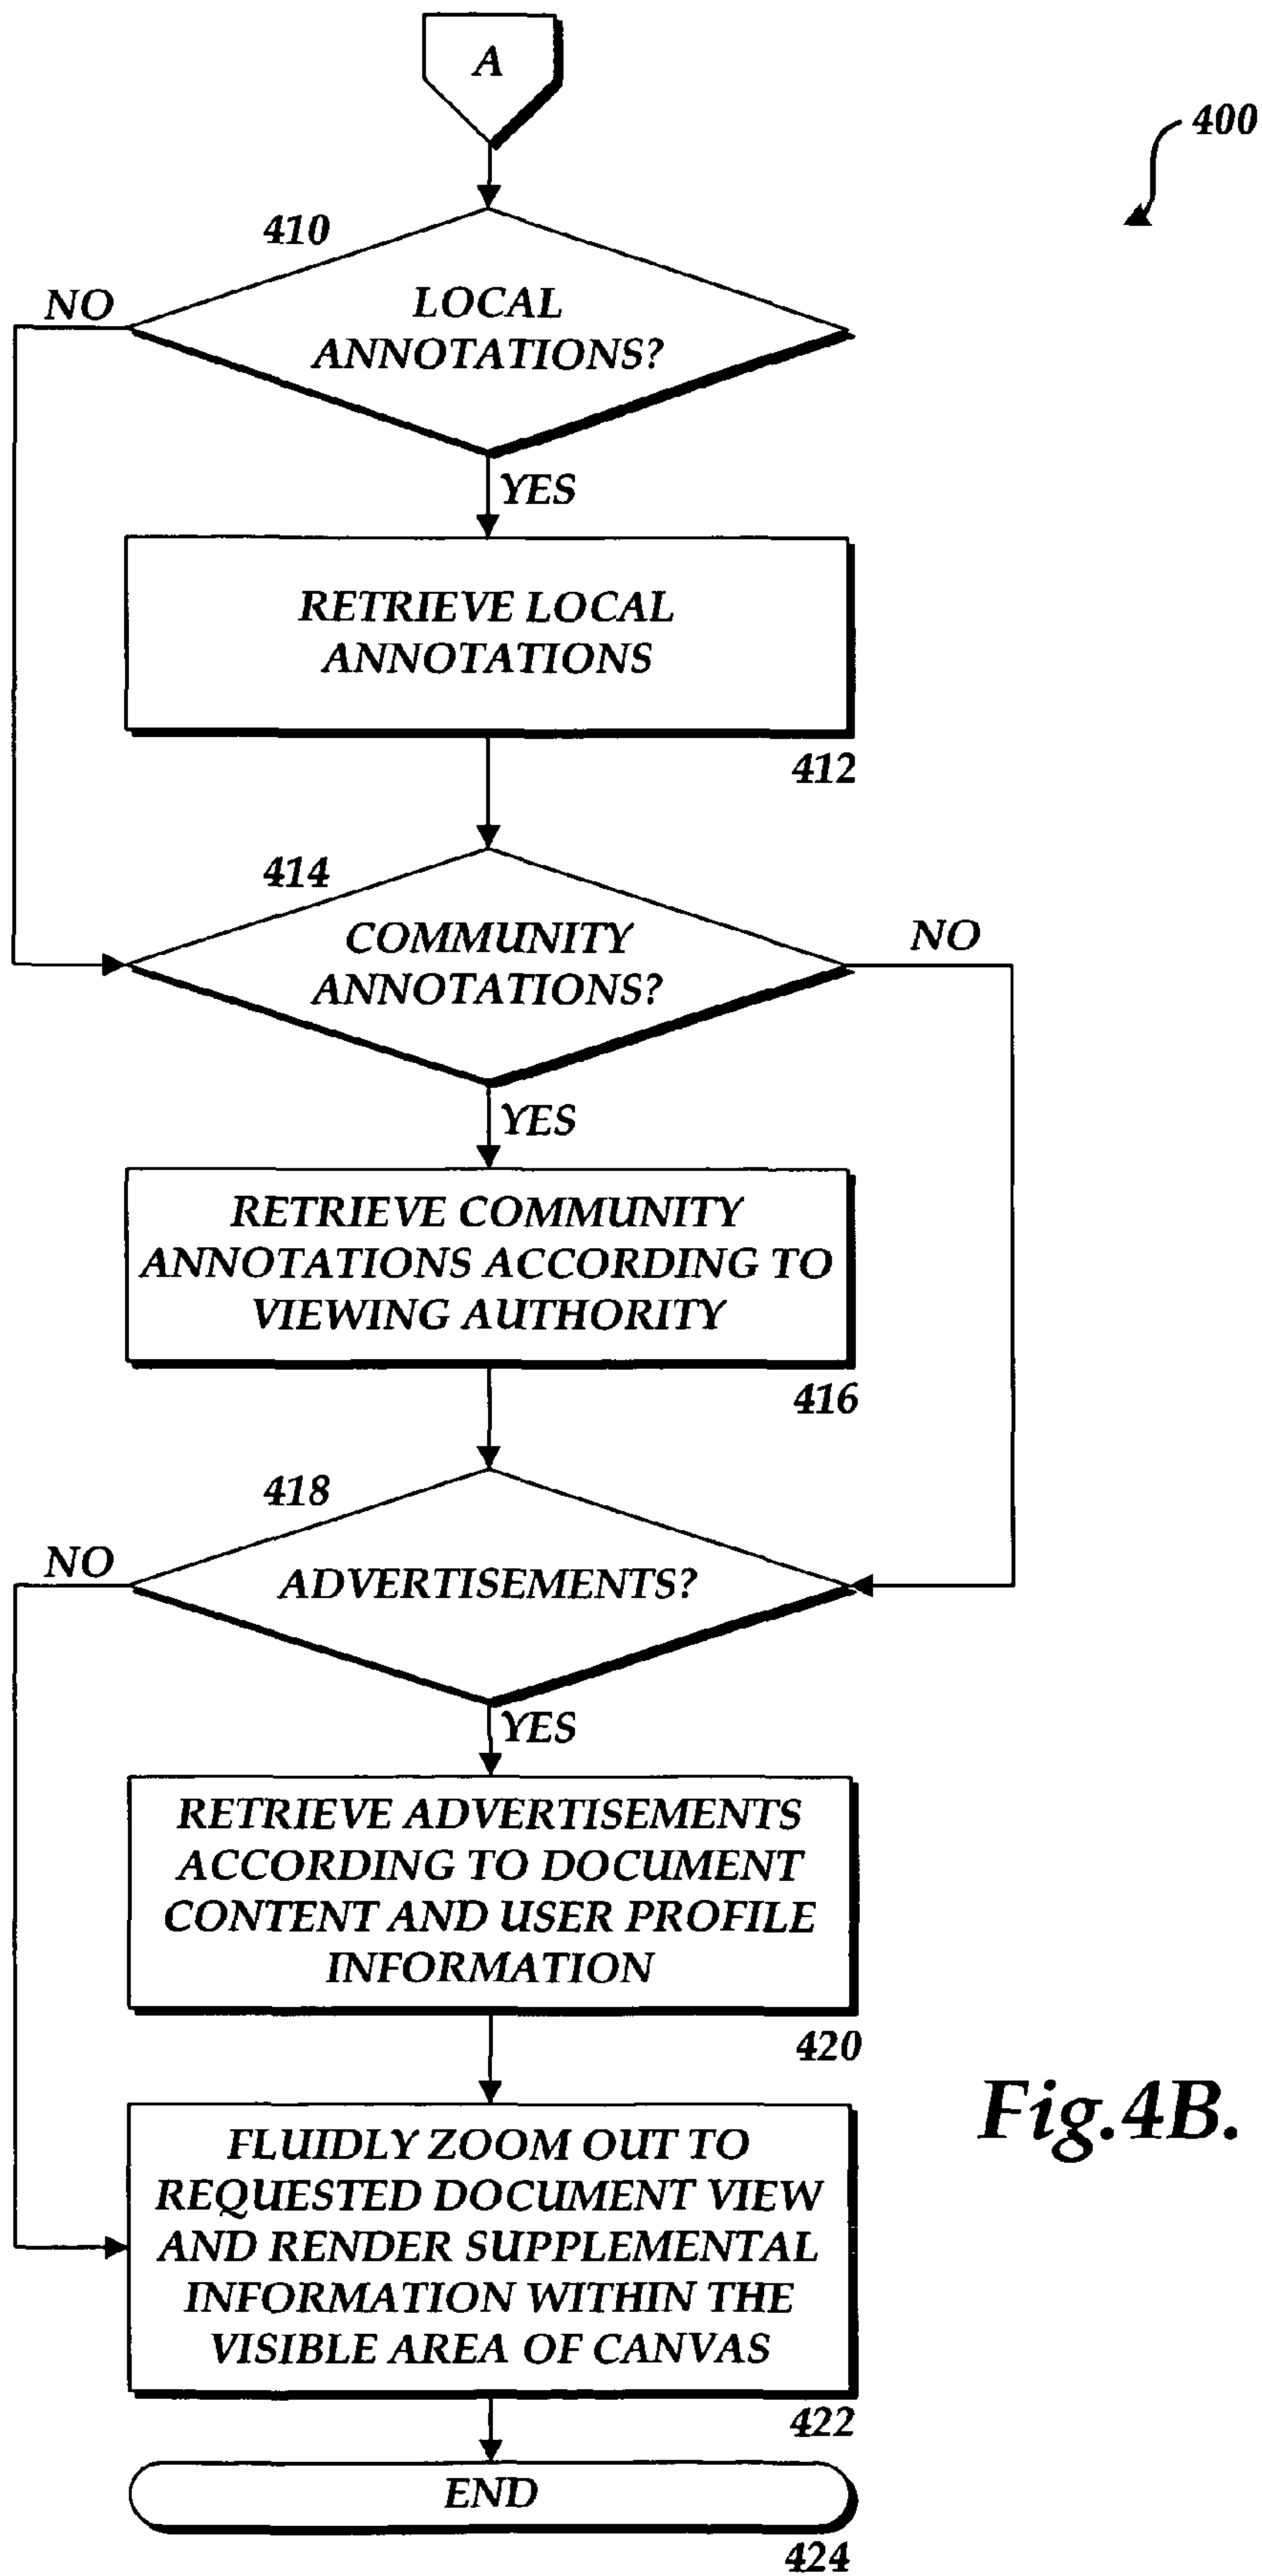 A
400
410
NO
LOCAL
ANNOTATIONS?
YES
RETRIEVE LOCAL
ANNOTATIONS
412
414
COMMUNITY
ANNOTATIONS?
NO
YES
RETRIEVE COMMUNITY
ANNOTATIONS ACCORDING TO
VIEWING AUTHORITY
416
418
NO
ADVERTISEMENTS?
YES
RETRIEVE ADVERTISEMENTS
ACCORDING TO DOCUMENT
CONTENT AND USER PROFILE
INFORMATION
420
Fig.4B.
FLUIDLY ZOOM OUT TO
REQUESTED DOCUMENT VIEW
AND RENDER SUPPLEMENTAL
INFORMATION WITHIN THE
VISIBLE AREA OF CANVAS
422
END
424